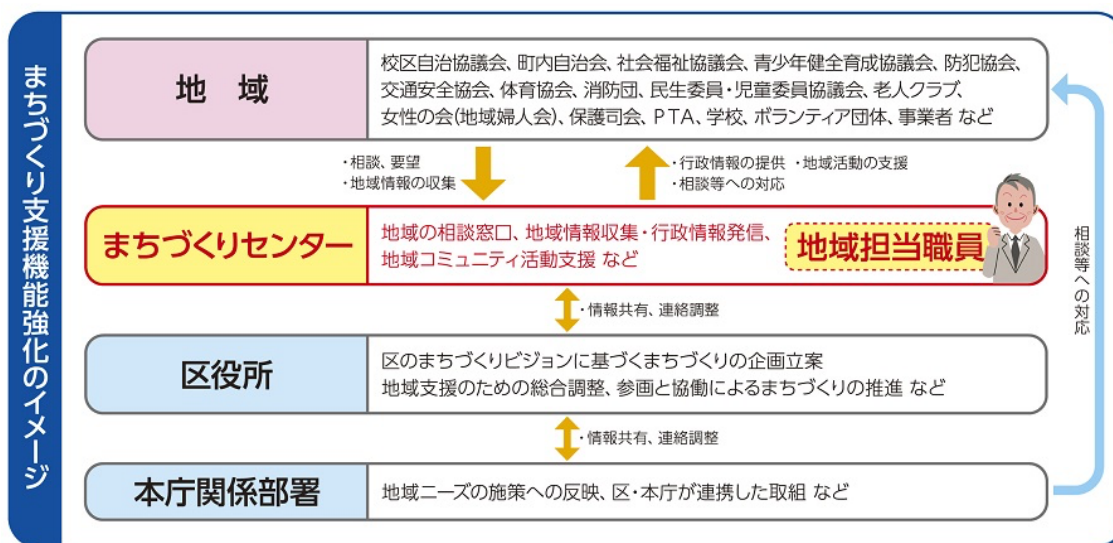 まちづくり支援機能強化のイメージ
地　域
校区自治協議会、町内自治会、社会福祉協議会、青少年健全育成協議会、防犯協会、
交通安全協会、体育協会、消防団、民生委員・児童委員協議会、老人クラブ、
女性の会(地域婦人会)、保護司会、PTA、学校、ボランティア団体、事業者 など
・相談、要望
・地域情報の収集
・行政情報の提供 ・地域活動の支援
・相談等への対応
まちづくりセンター
地域の相談窓口、地域情報収集・行政情報発信、
地域コミュニティ活動支援 など
地域担当職員
・情報共有、連絡調整
区役所
区のまちづくりビジョンに基づくまちづくりの企画立案
地域支援のための総合調整、参画と協働によるまちづくりの推進 など
・情報共有、連絡調整
本庁関係部署
地域ニーズの施策への反映、区・本庁が連携した取組 など
相談等への対応